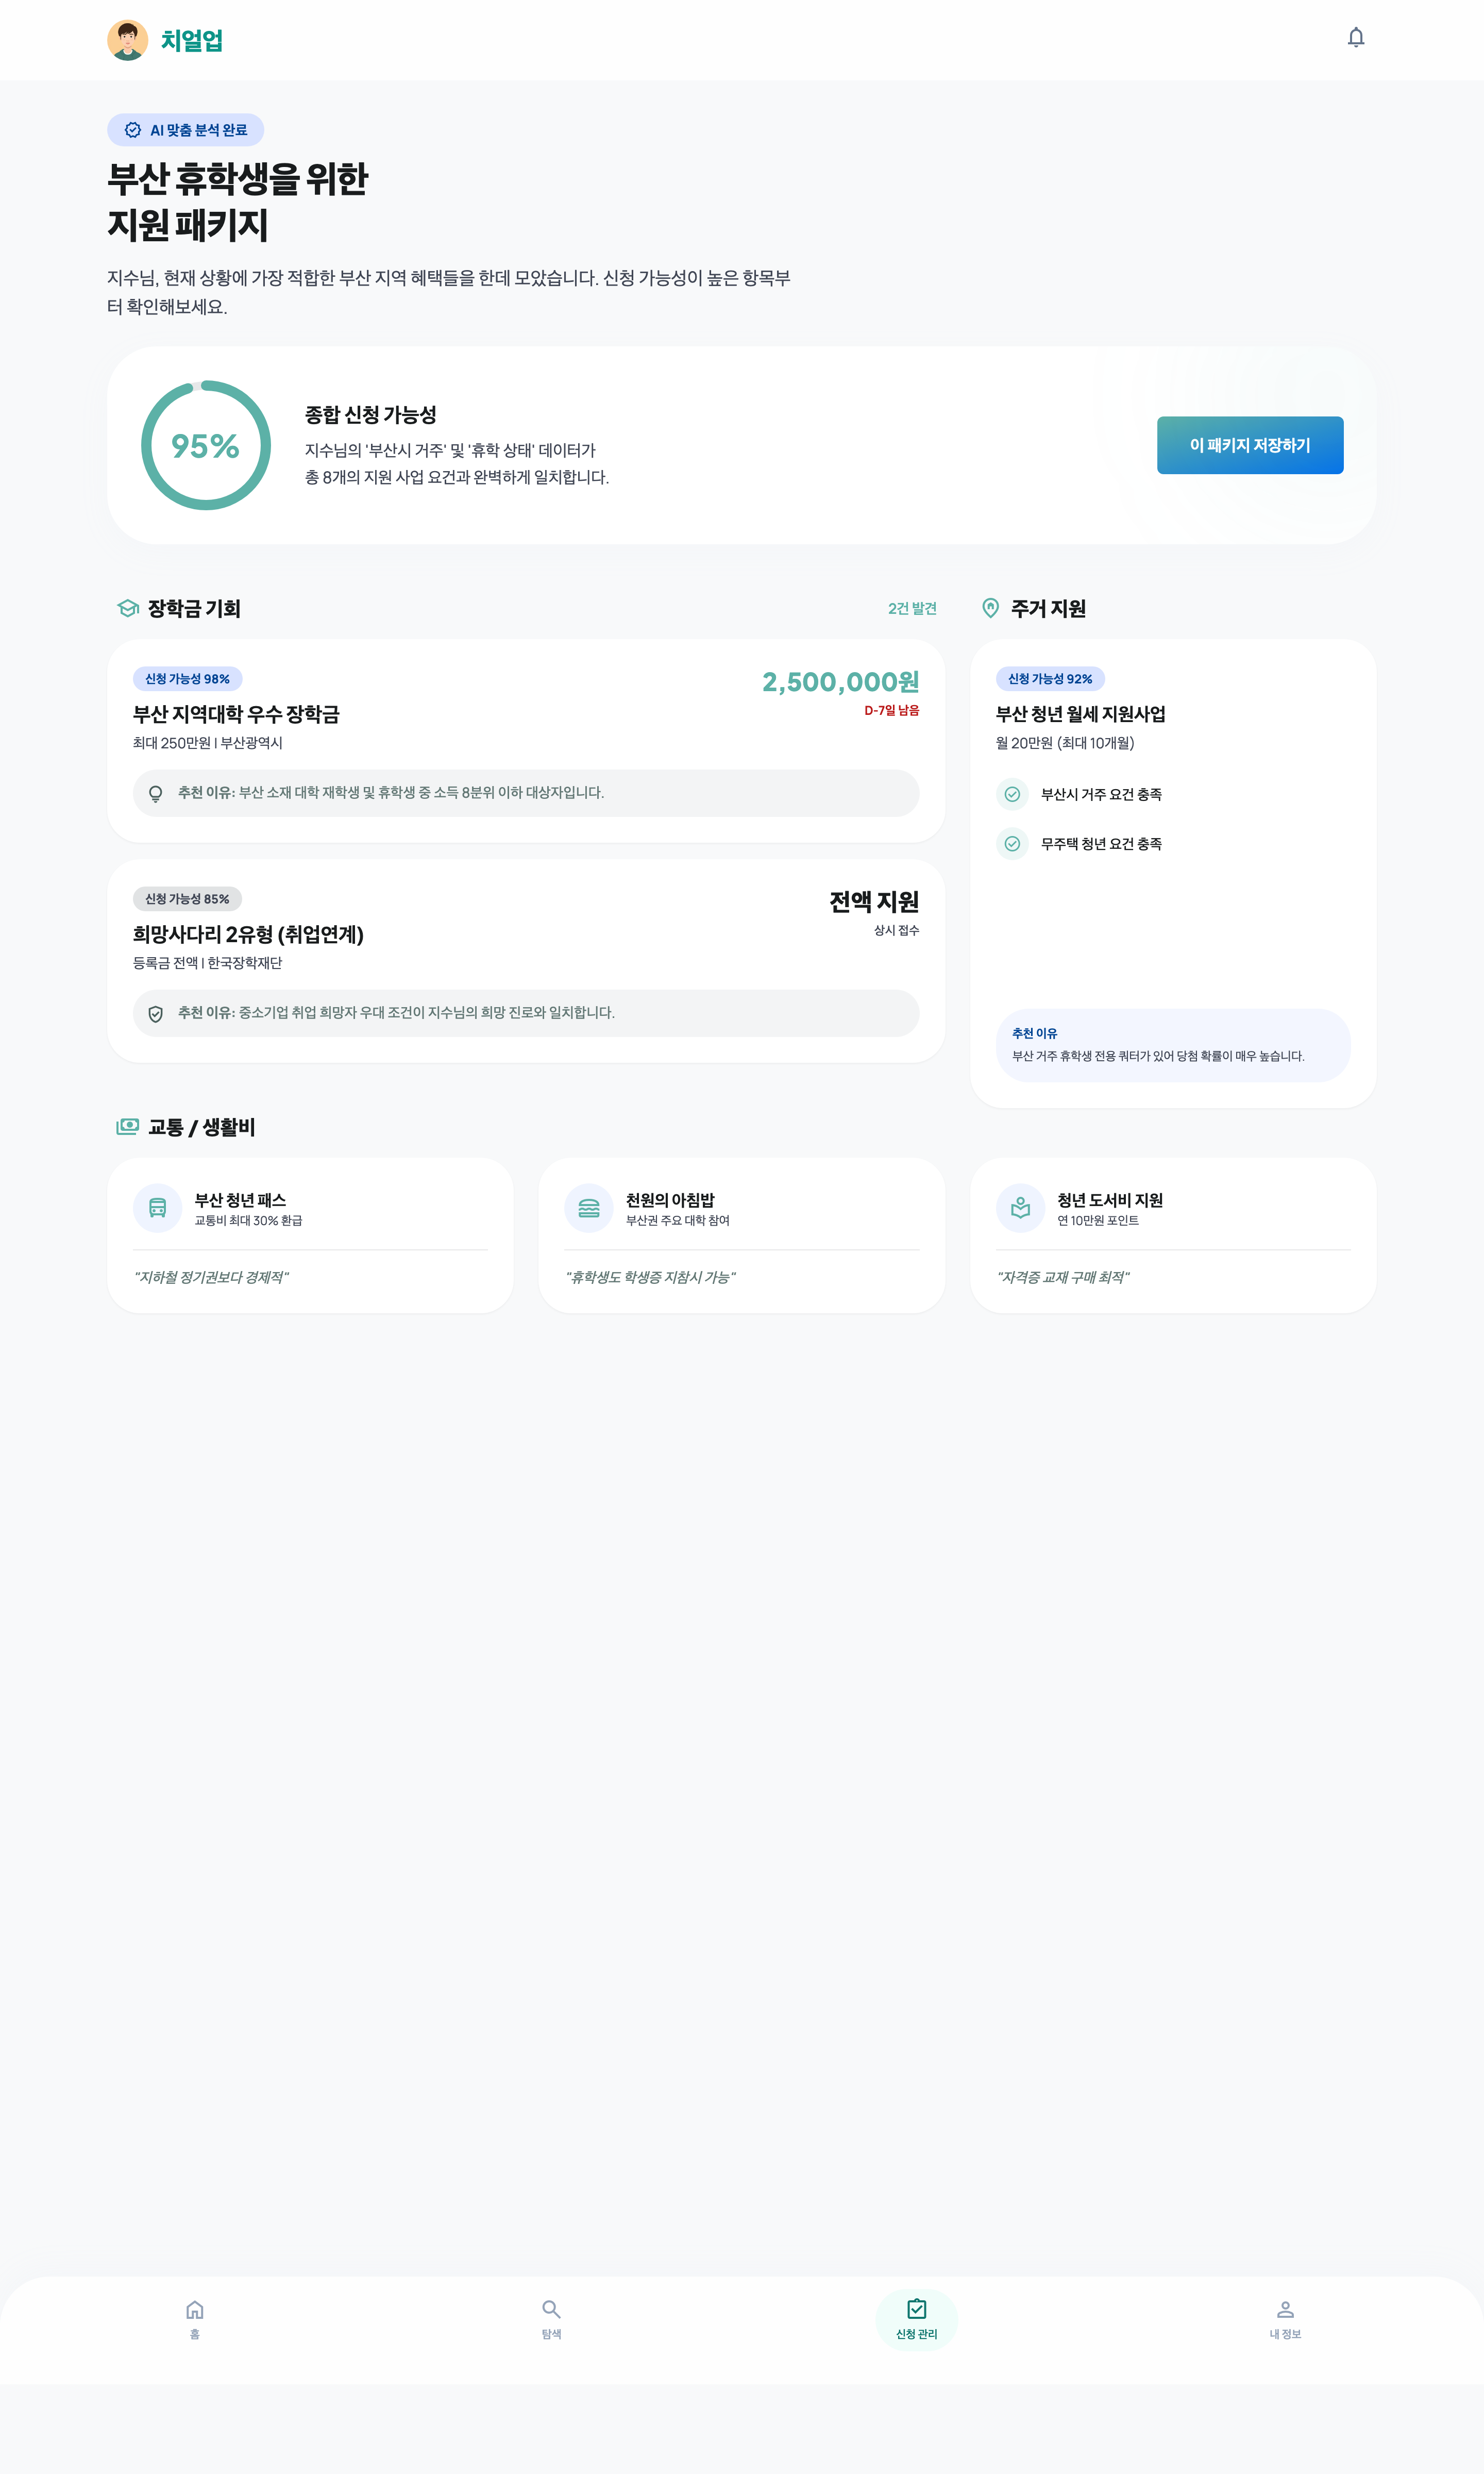 치얼업
AI 맞춤 분석 완료
부산 휴학생을 위한
지원 패키지
지수님, 현재 상황에 가장 적합한 부산 지역 혜택들을 한데 모았습니다. 신청 가능성이 높은 항목부
터 확인해보세요.
95%
종합 신청 가능성
지수님의 '부산시 거주' 및 '휴학 상태' 데이터가
총 8개의 지원 사업 요건과 완벽하게 일치합니다.
이 패키지 저장하기
장학금 기회
2건 발견
신청 가능성 98%
부산 지역대학 우수 장학금
최대 250만원 | 부산광역시
2,500,000원
D-7일 남음
추천 이유: 부산 소재 대학 재학생 및 휴학생 중 소득 8분위 이하 대상자입니다.
신청 가능성 85%
희망사다리 2유형 (취업연계)
등록금 전액 | 한국장학재단
전액 지원
상시 접수
추천 이유: 중소기업 취업 희망자 우대 조건이 지수님의 희망 진로와 일치합니다.
주거 지원
신청 가능성 92%
부산 청년 월세 지원사업
월 20만원 (최대 10개월)
부산시 거주 요건 충족
무주택 청년 요건 충족
추천 이유
부산 거주 휴학생 전용 쿼터가 있어 당첨 확률이 매우 높습니다.
교통 / 생활비
부산 청년 패스
교통비 최대 30% 환급
"지하철 정기권보다 경제적"
천원의 아침밥
부산권 주요 대학 참여
"휴학생도 학생증 지참시 가능"
청년 도서비 지원
연 10만원 포인트
"자격증 교재 구매 최적"
홈
탐색
신청 관리
내 정보